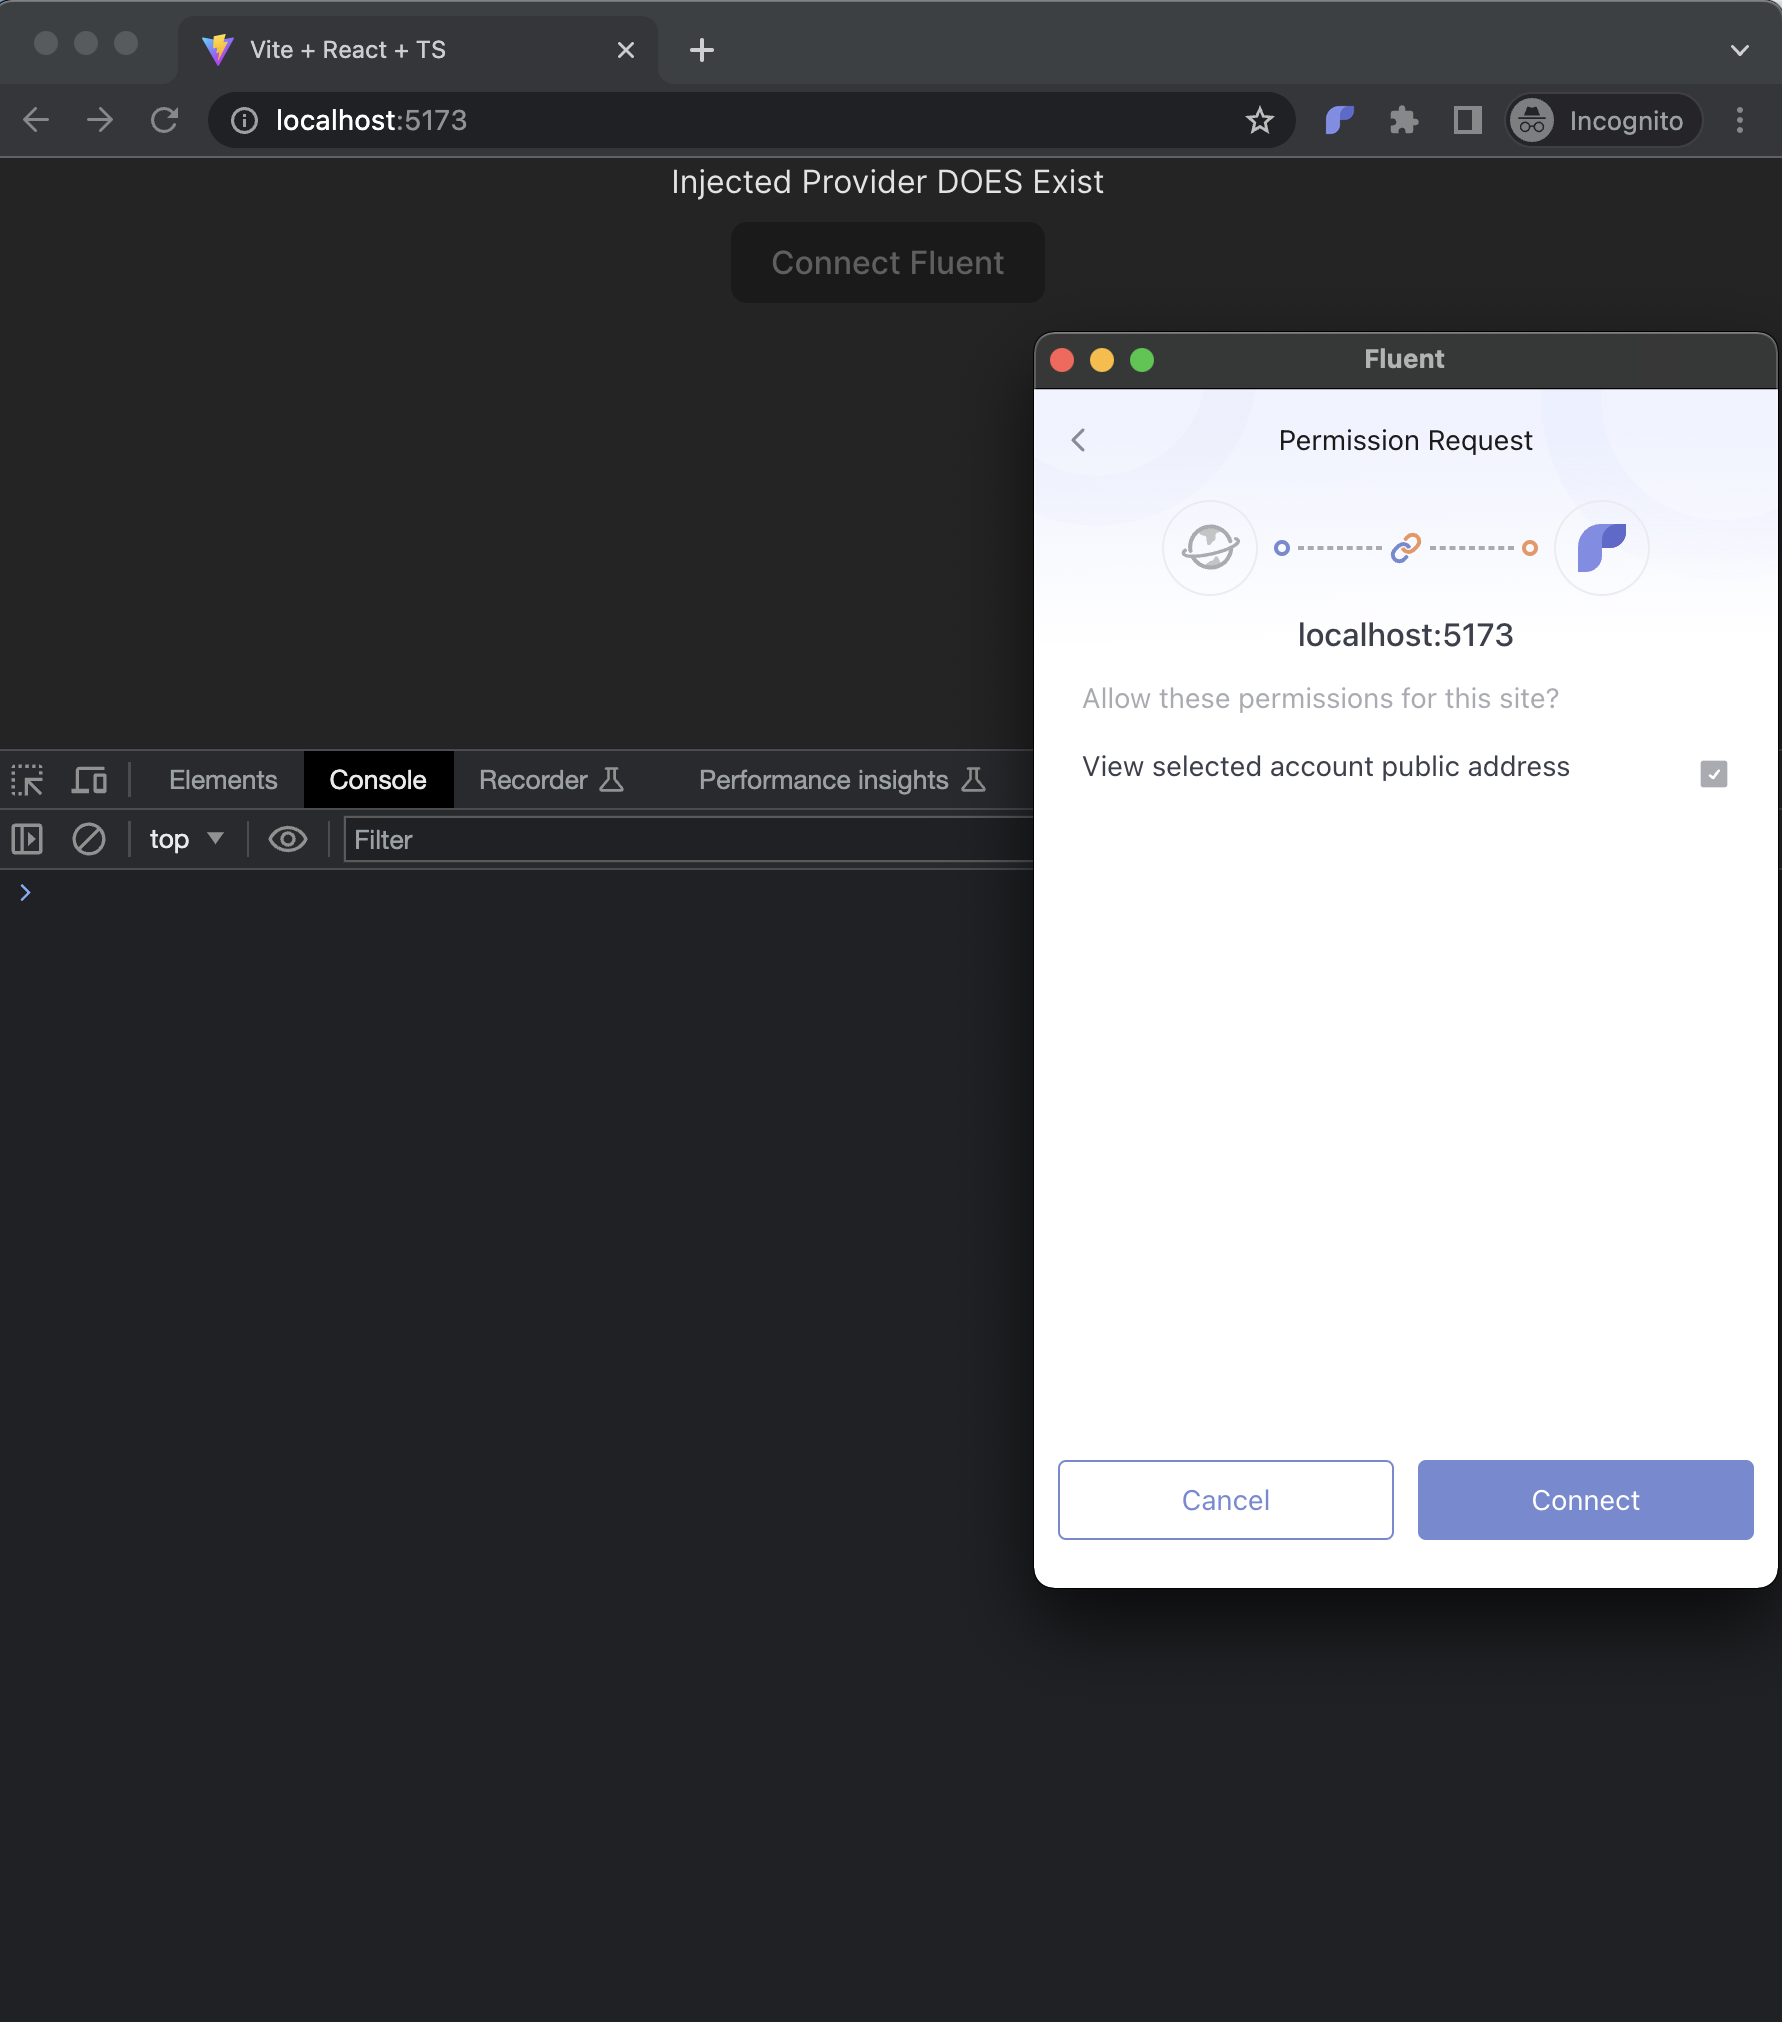 Vite + React + TS
localhost:5173
Incognito
Injected Provider DOES Exist
Connect Fluent
Fluent
Permission Request
localhost:5173
Allow these permissions for this site?
View selected account public address
Cancel
Connect
Elements
Console
Recorder
Performance insights
top
Filter